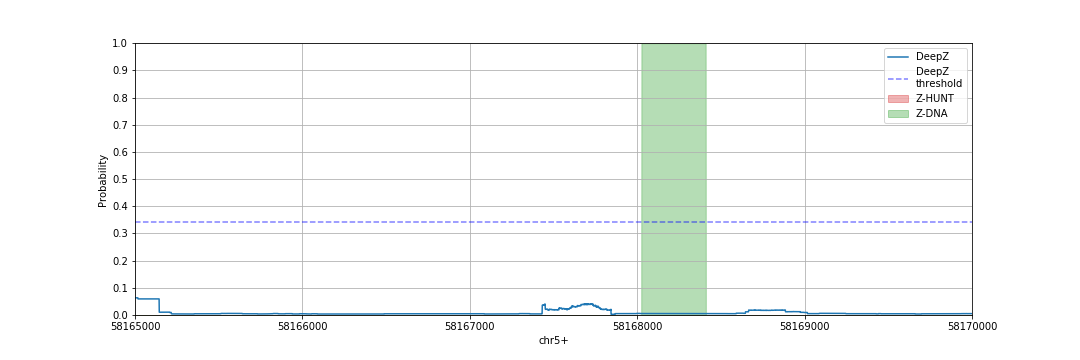 1.0
0.9
0.8
0.7
0.6
0.5
0.4
0.3
0.2
0.1
0.0
Probability
58165000
58166000
58167000
58168000
58169000
58170000
chr5+
DeepZ
DeepZ
threshold
Z-HUNT
Z-DNA